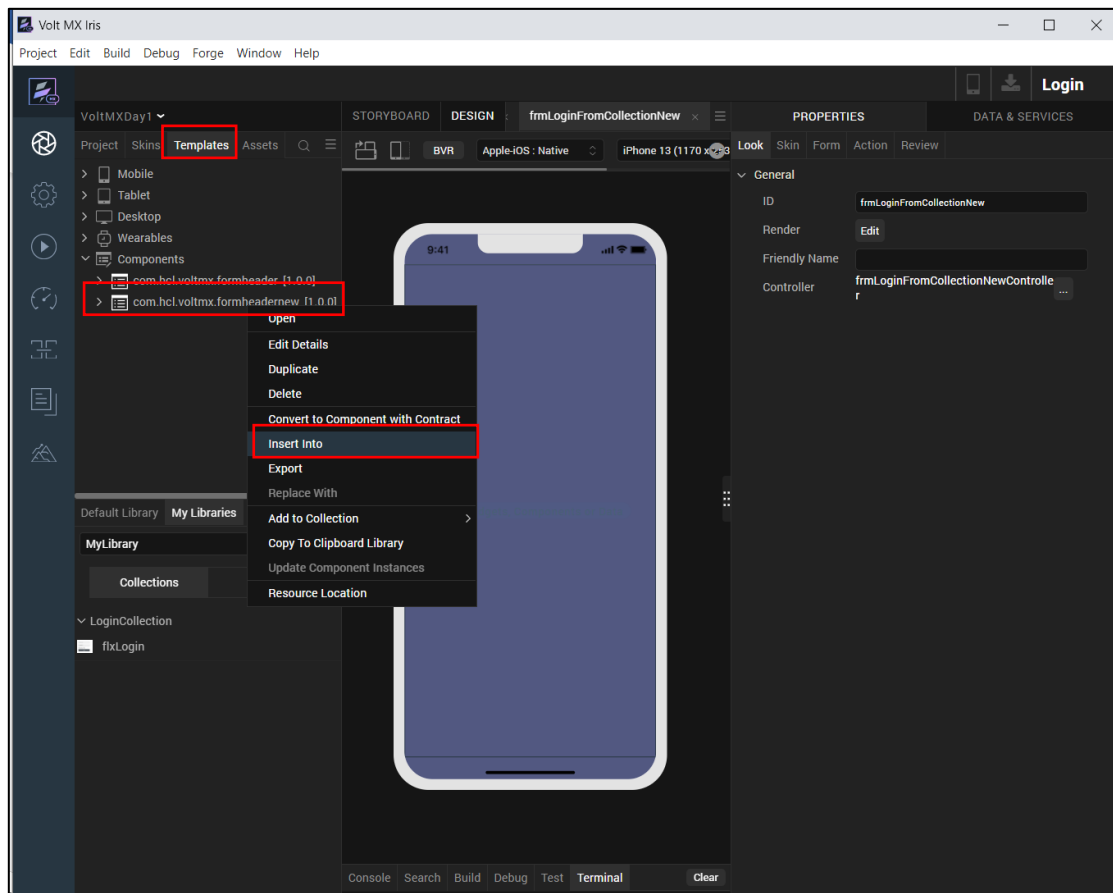 Volt MX Iris
Project Edit Build Debug Forge Window Help
Login
VoltMXDay1
Project Skins Templates Assets
Mobile
Tablet
Desktop
Wearables
Components
com.hcl.voltmx.formheader [1.0.0]
com.hcl.voltmx.formheadernew [1.0.0]
Open
Edit Details
Duplicate
Delete
Convert to Component with Contract
Insert Into
Export
Replace With
Add to Collection
Copy To Clipboard Library
Update Component Instances
Resource Location
Default Library My Libraries
MyLibrary
Collections
LoginCollection
flxLogin
STORYBOARD DESIGN frmLoginFromCollectionNew
BVR Apple-iOS : Native iPhone 13 (1170 x
9:41
Console Search Build Debug Test Terminal Clear
PROPERTIES DATA & SERVICES
Look Skin Form Action Review
General
ID frmLoginFromCollectionNew
Render Edit
Friendly Name
Controller frmLoginFromCollectionNewControlle
r ...